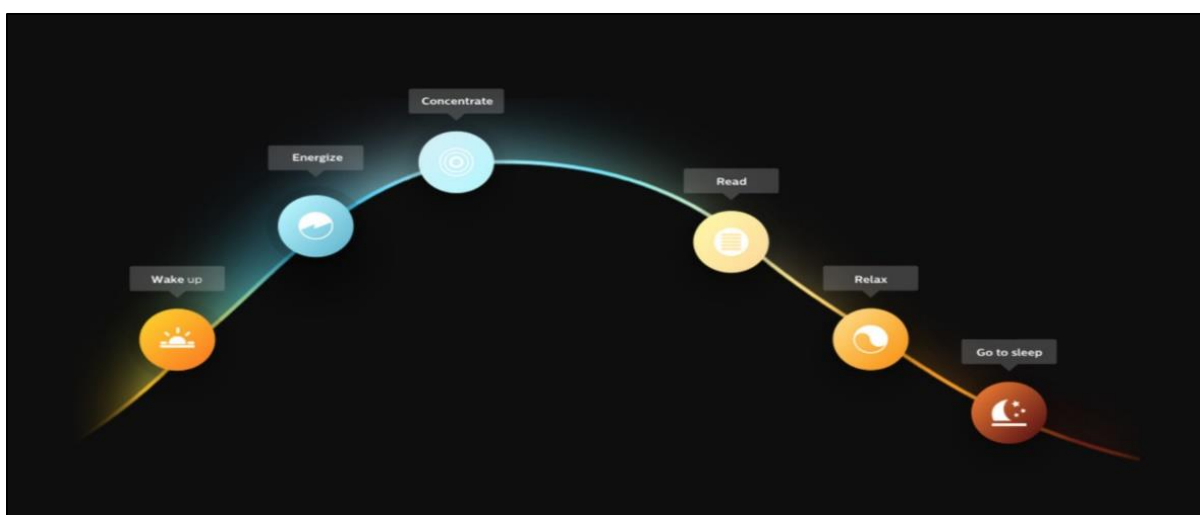 Wake up
Energize
Concentrate
Read
Relax
Go to sleep